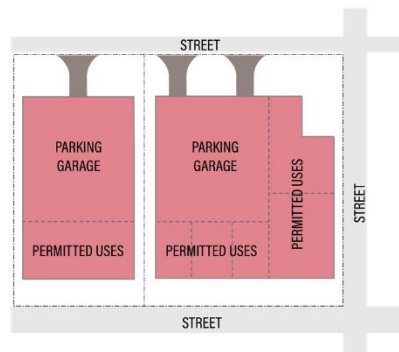 STREET
PARKING
GARAGE
PARKING
GARAGE
PERMITTED USES
STREET
PERMITTED USES
PERMITTED USES
STREET